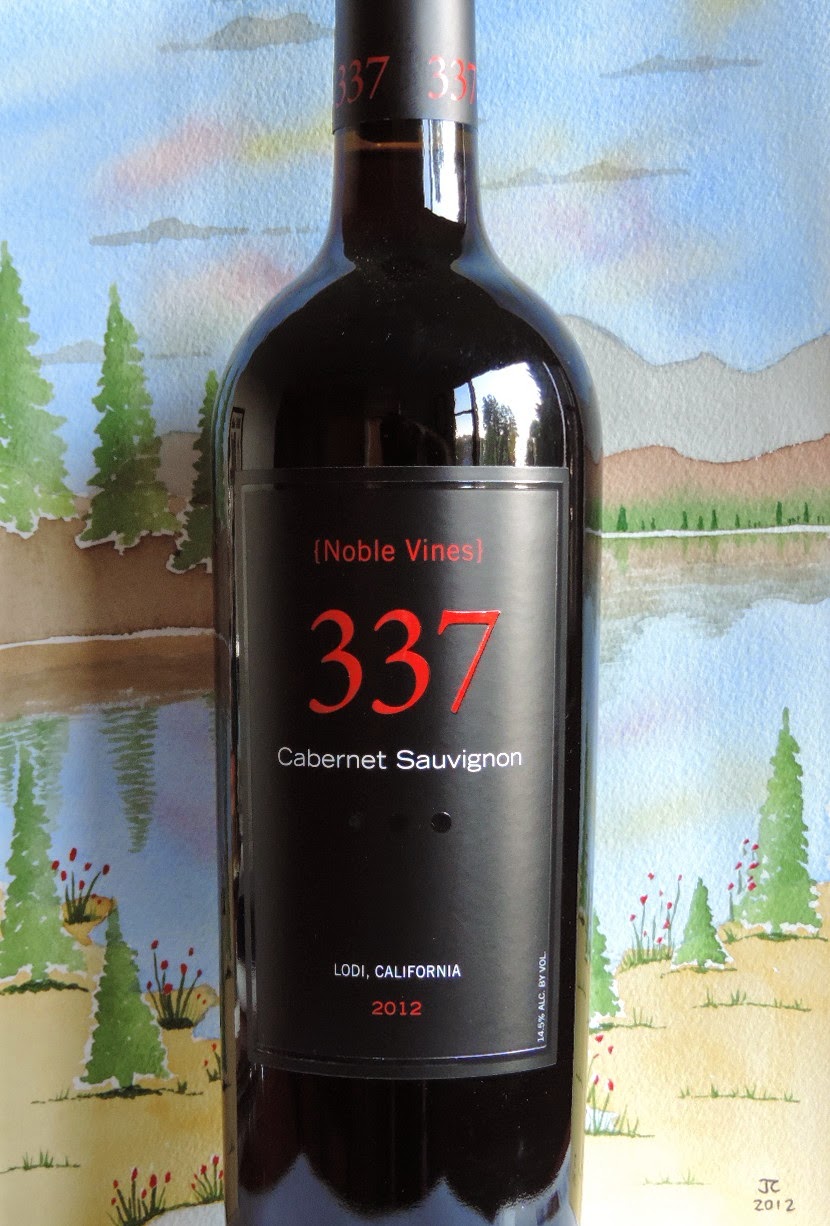 337 337
{Noble Vines}
337
Cabernet Sauvignon
LODI, CALIFORNIA
2012
14.5% ALC. BY VOL.
JC
2012